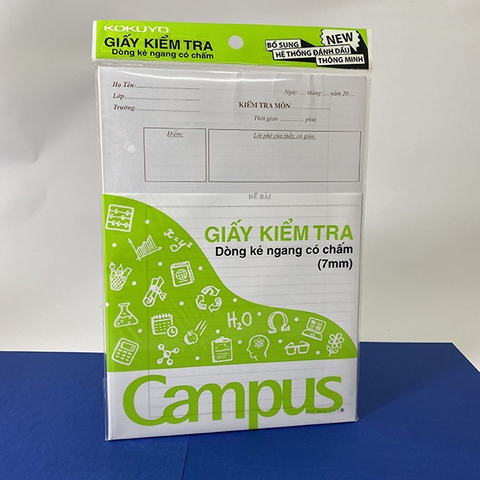 KOKUYO
GIẤY KIỂM TRA
Dòng kẻ ngang có chấm
NEW
BỔ SUNG
HỆ THỐNG ĐÁNH DẤU
THÔNG MINH
Họ Tên:
Ngày .... tháng .... năm 20....
Lớp:
Trường:
KIỂM TRA MÔN
Thời gian ............ phút
Điểm:
Lời phê của thầy, cô giáo:
ĐỀ BÀI
GIẤY KIỂM TRA
Dòng kẻ ngang có chấm
(7mm)
x=y²
H₂O
Ω
Campus